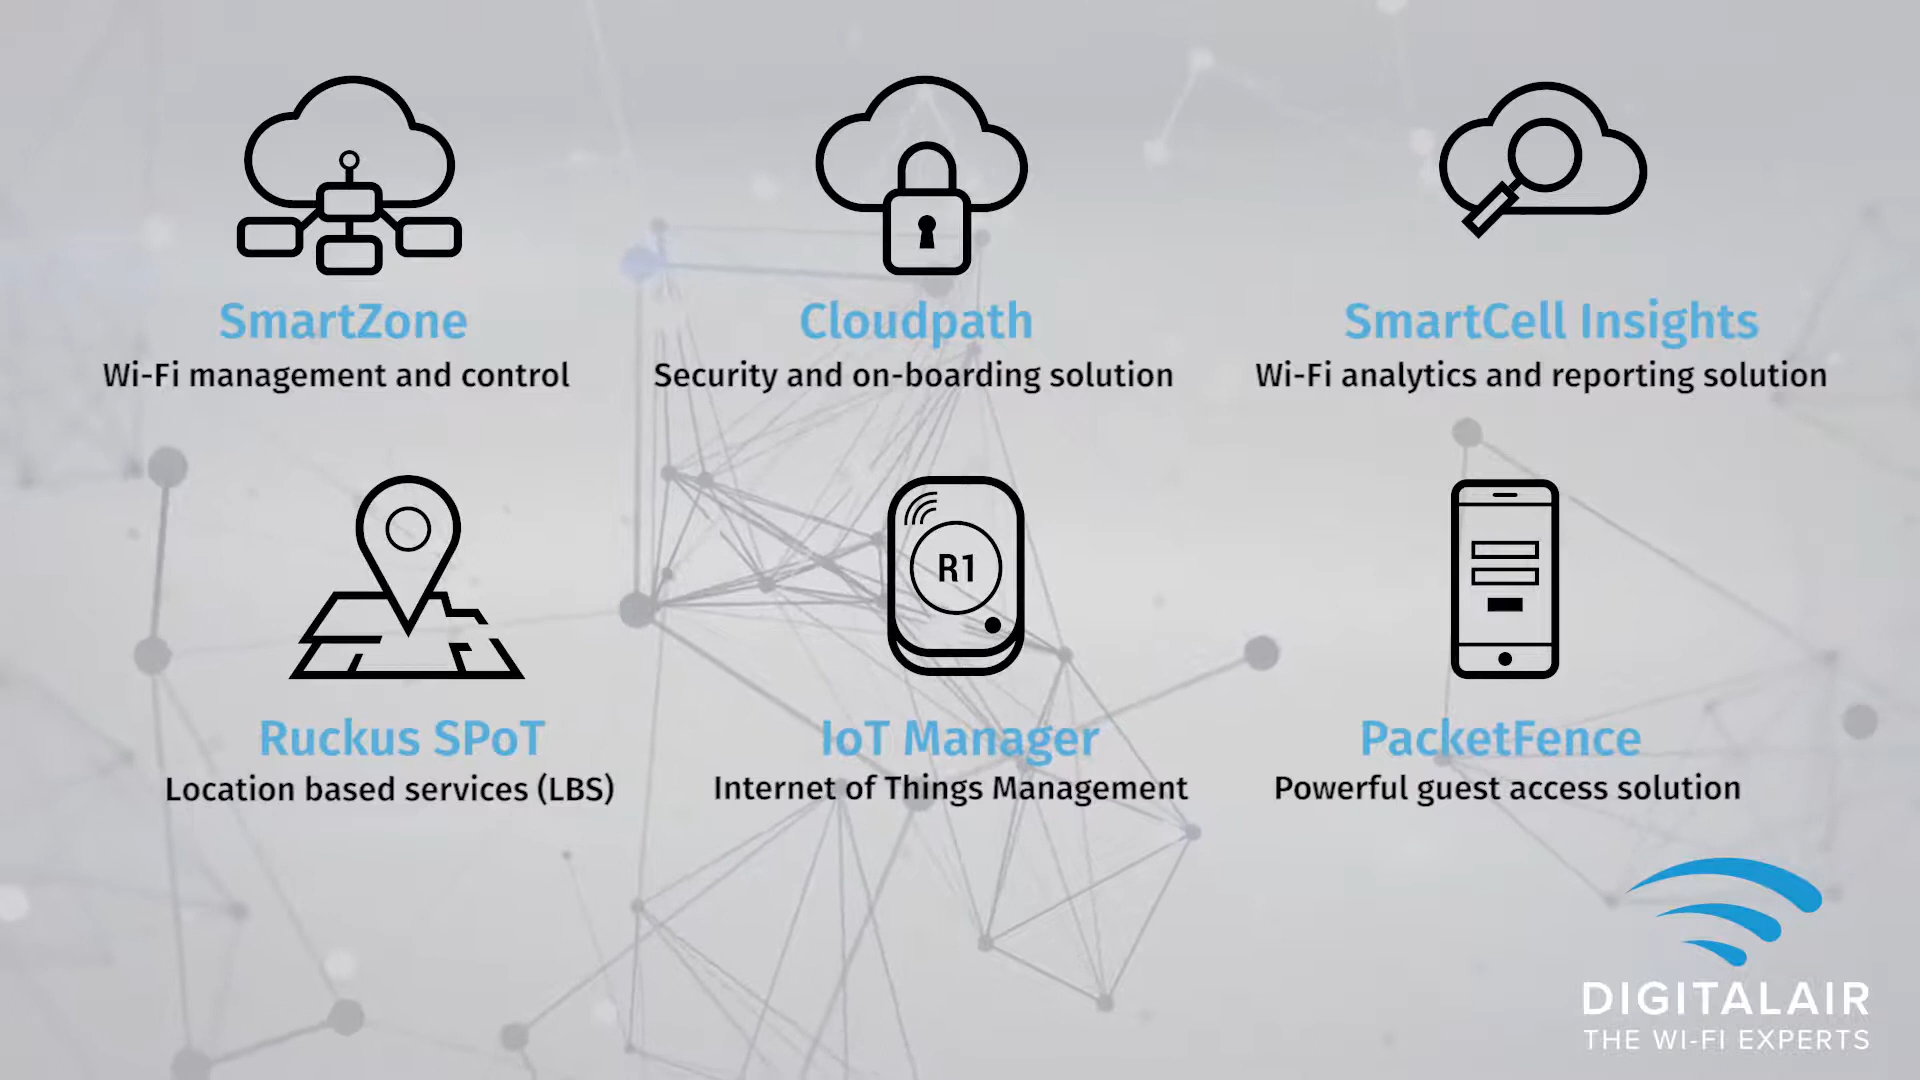 SmartZone
Wi-Fi management and control
Cloudpath
Security and on-boarding solution
SmartCell Insights
Wi-Fi analytics and reporting solution
Ruckus SPoT
Location based services (LBS)
R1
IoT Manager
Internet of Things Management
PacketFence
Powerful guest access solution
DIGITALAIR
THE WI-FI EXPERTS